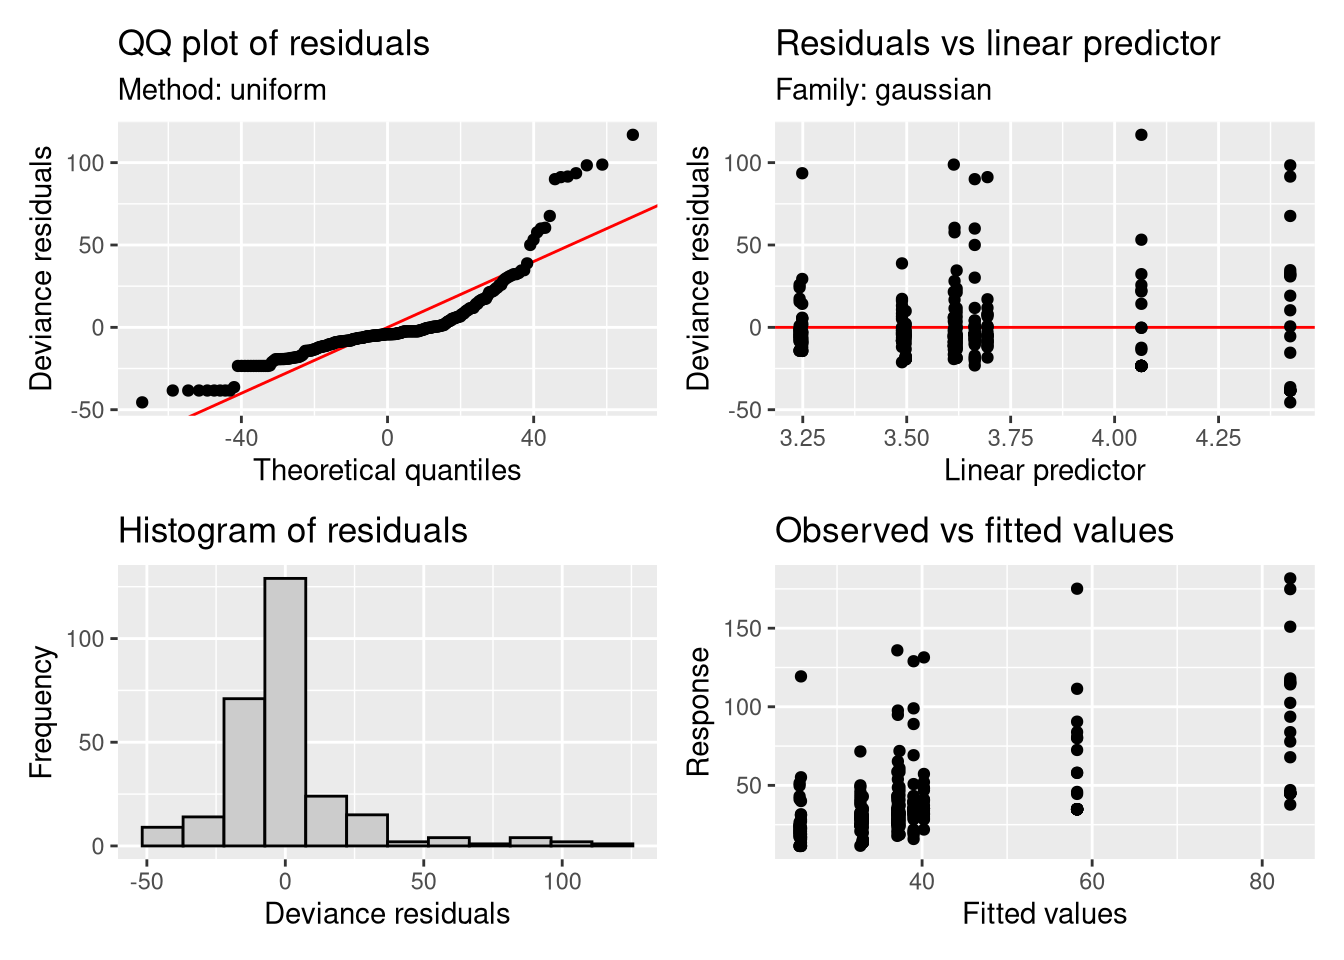 QQ plot of residuals
Method: uniform
Deviance residuals
100
50
0
-50
-40
0
40
Theoretical quantiles
Residuals vs linear predictor
Family: gaussian
Deviance residuals
100
50
0
-50
3.25
3.50
3.75
4.00
4.25
Linear predictor
Histogram of residuals
Frequency
100
50
0
-50
0
50
100
Deviance residuals
Observed vs fitted values
Response
150
100
50
40
60
80
Fitted values